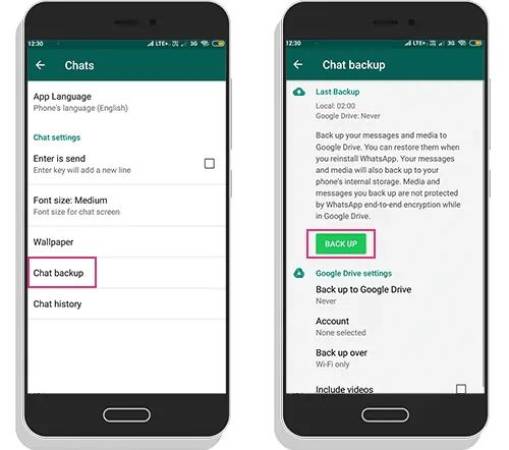 12:30
LTE+
3G
Chats
App Language
Phone's language (English)
Chat settings
Enter is send
Enter key will add a new line
Font size: Medium
Font size for chat screen
Wallpaper
Chat backup
Chat history
12:30
LTE+
3G
Chat backup
Last Backup
Local: 02:00
Google Drive: Never
Back up your messages and media to
Google Drive. You can restore them when
you reinstall WhatsApp. Your messages
and media will also back up to your
phone's internal storage. Media and
messages you back up are not protected
by WhatsApp end-to-end encryption while
in Google Drive.
BACK UP
Google Drive settings
Back up to Google Drive
Never
Account
None selected
Back up over
Wi-Fi only
Include videos